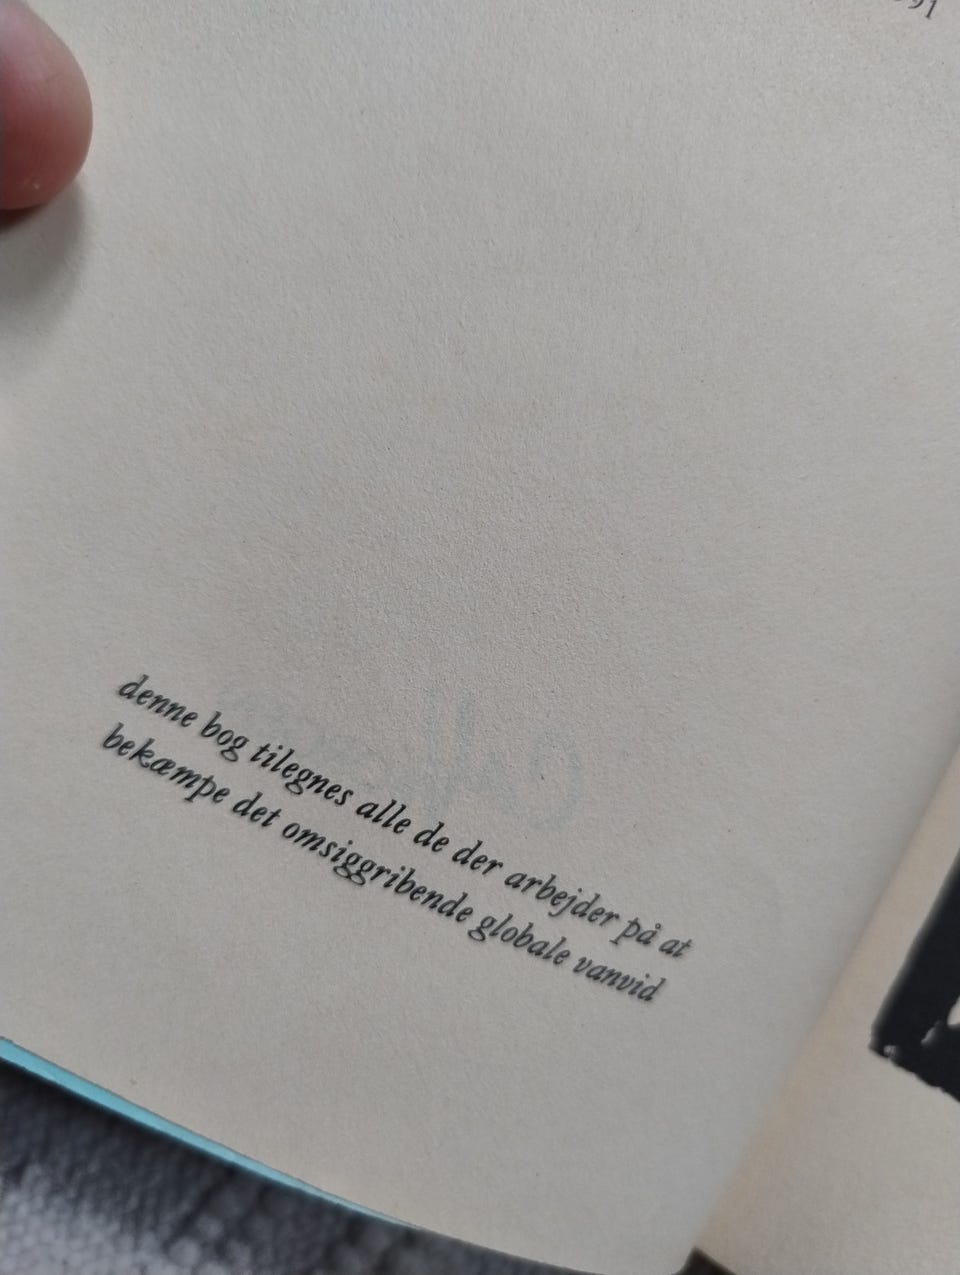 denne bog tilegnes alle de der arbejder på at
bekæmpe det omsiggribende globale vanvid